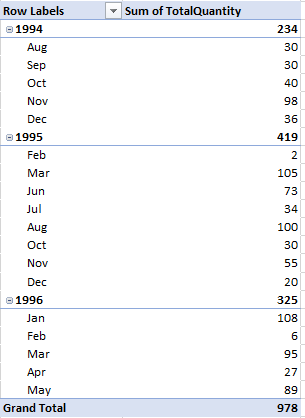 Row Labels Sum of TotalQuantity
1994 234
Aug 30
Sep 30
Oct 40
Nov 98
Dec 36
1995 419
Feb 2
Mar 105
Jun 73
Jul 34
Aug 100
Oct 30
Nov 55
Dec 20
1996 325
Jan 108
Feb 6
Mar 95
Apr 27
May 89
Grand Total 978